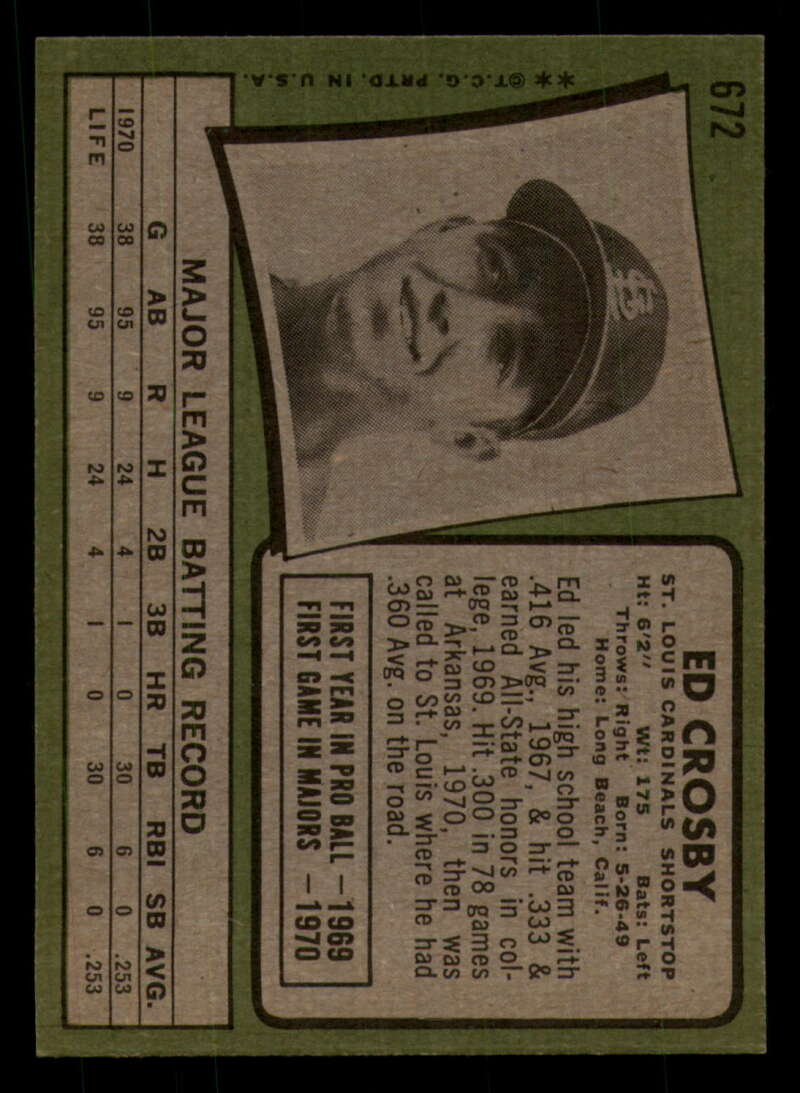 672
**©T.C.G. PRTD. IN U.S.A.
StL
ED CROSBY
ST. LOUIS CARDINALS SHORTSTOP
Ht: 6'2" Wt: 175 Bats: Left
Throws: Right Born: 5-26-49
Home: Long Beach, Calif.
Ed led his high school team with
.416 Avg., 1967, & hit .333 &
earned All-State honors in col-
lege, 1969. Hit .300 in 78 games
at Arkansas, 1970, then was
called to St. Louis where he had
.360 Avg. on the road.
FIRST YEAR IN PRO BALL —1969
FIRST GAME IN MAJORS —1970
MAJOR LEAGUE BATTING RECORD
G AB R H 2B 3B HR TB RBI SB AVG.
1970 38 95 9 24 4 1 0 30 6 0 .253
LIFE 38 95 9 24 4 1 0 30 6 0 .253